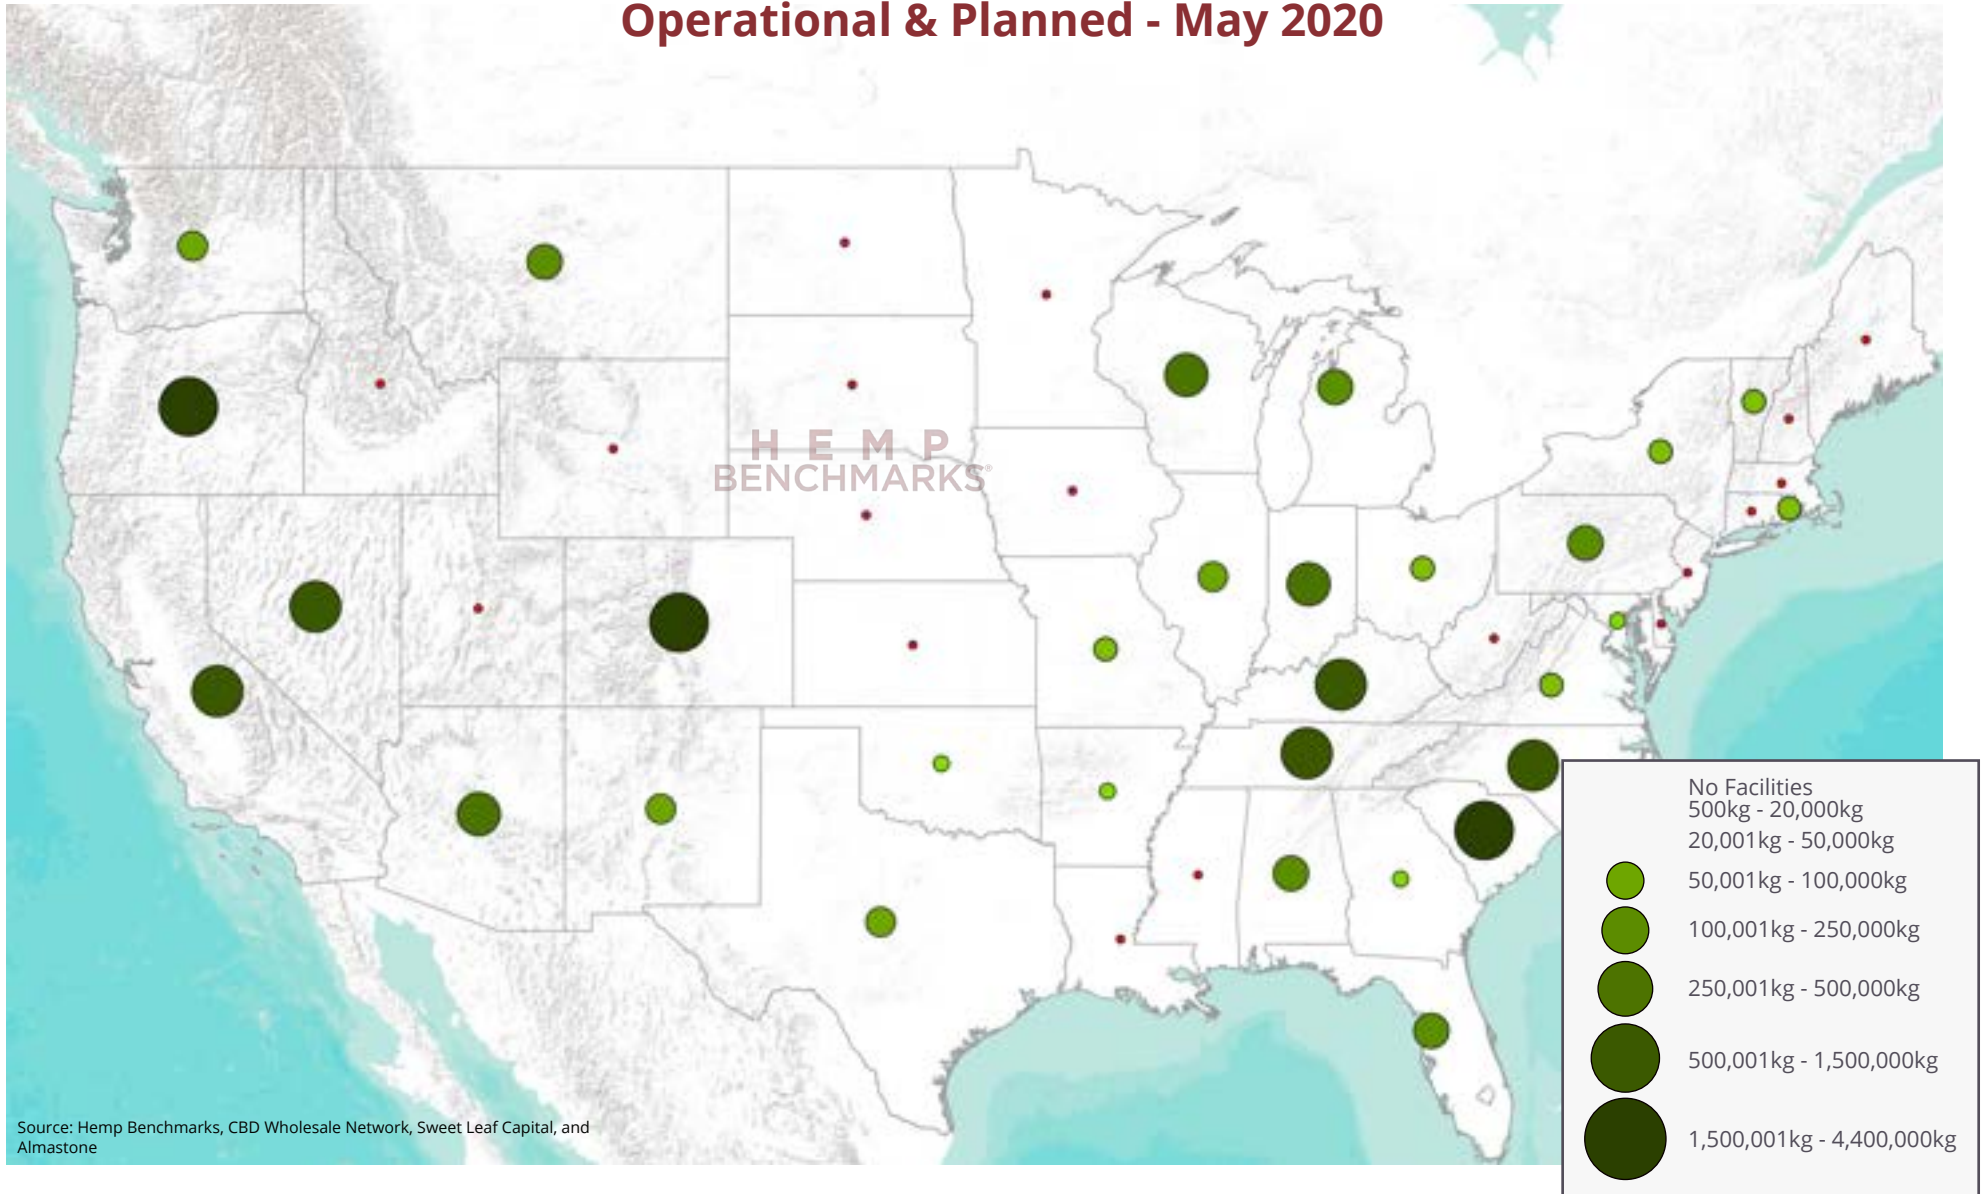 Operational & Planned - May 2020
H E M P
BENCHMARKS®
No Facilities
500kg - 20,000kg
20,001kg - 50,000kg
50,001kg - 100,000kg
100,001kg - 250,000kg
250,001kg - 500,000kg
500,001kg - 1,500,000kg
1,500,001kg - 4,400,000kg
Source: Hemp Benchmarks, CBD Wholesale Network, Sweet Leaf Capital, and
Almastone